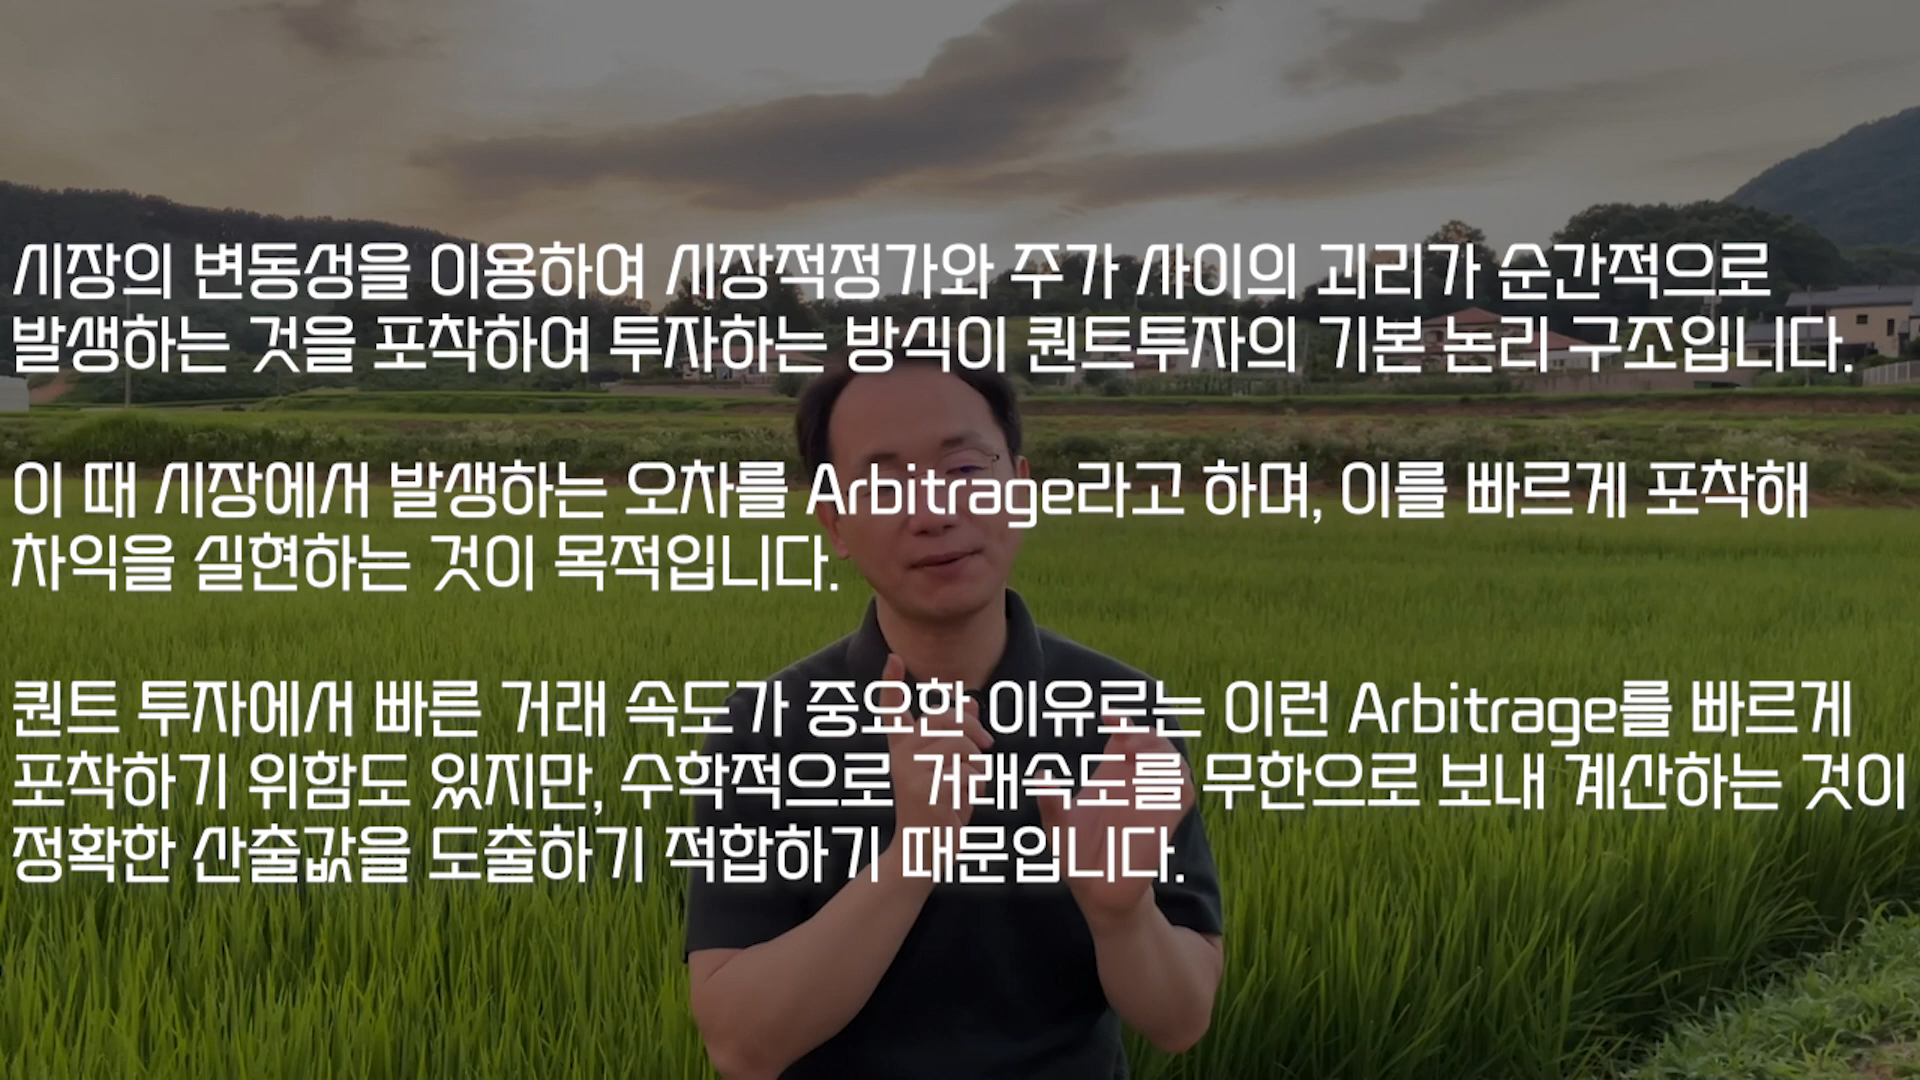 시장의 변동성을 이용하여 시장적정가와 주가 사이의 괴리가 순간적으로
발생하는 것을 포착하여 투자하는 방식이 퀀트투자의 기본 논리 구조입니다.
이 때 시장에서 발생하는 오차를 Arbitrage라고 하며, 이를 빠르게 포착해
차익을 실현하는 것이 목적입니다.
퀀트 투자에서 빠른 거래 속도가 중요한 이유로는 이런 Arbitrage를 빠르게
포착하기 위함도 있지만, 수학적으로 거래속도를 무한으로 보내 계산하는 것이
정확한 산출값을 도출하기 적합하기 때문입니다.